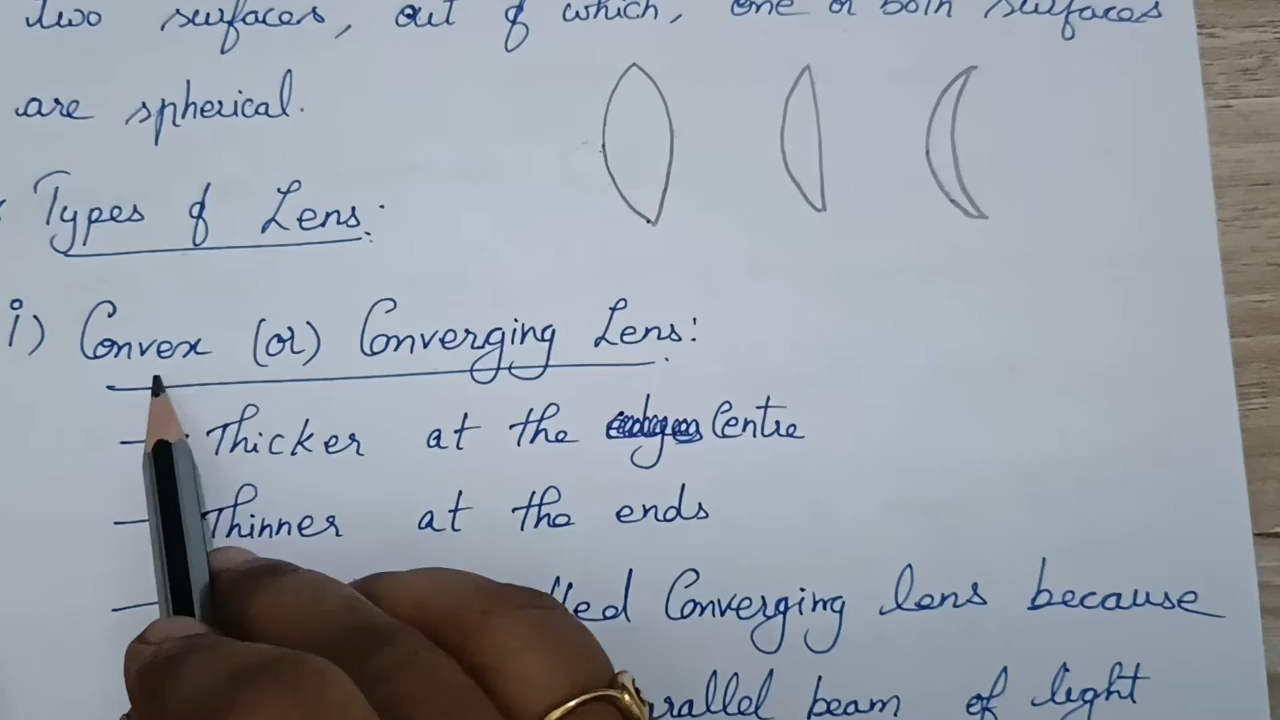 two surfaces, out of which, one or both surfaces
are spherical.
Types of Lens:
i) Convex (or) Converging Lens:
- Thicker at the Centre
- Thinner at the ends
- Converging lens because
beam of light